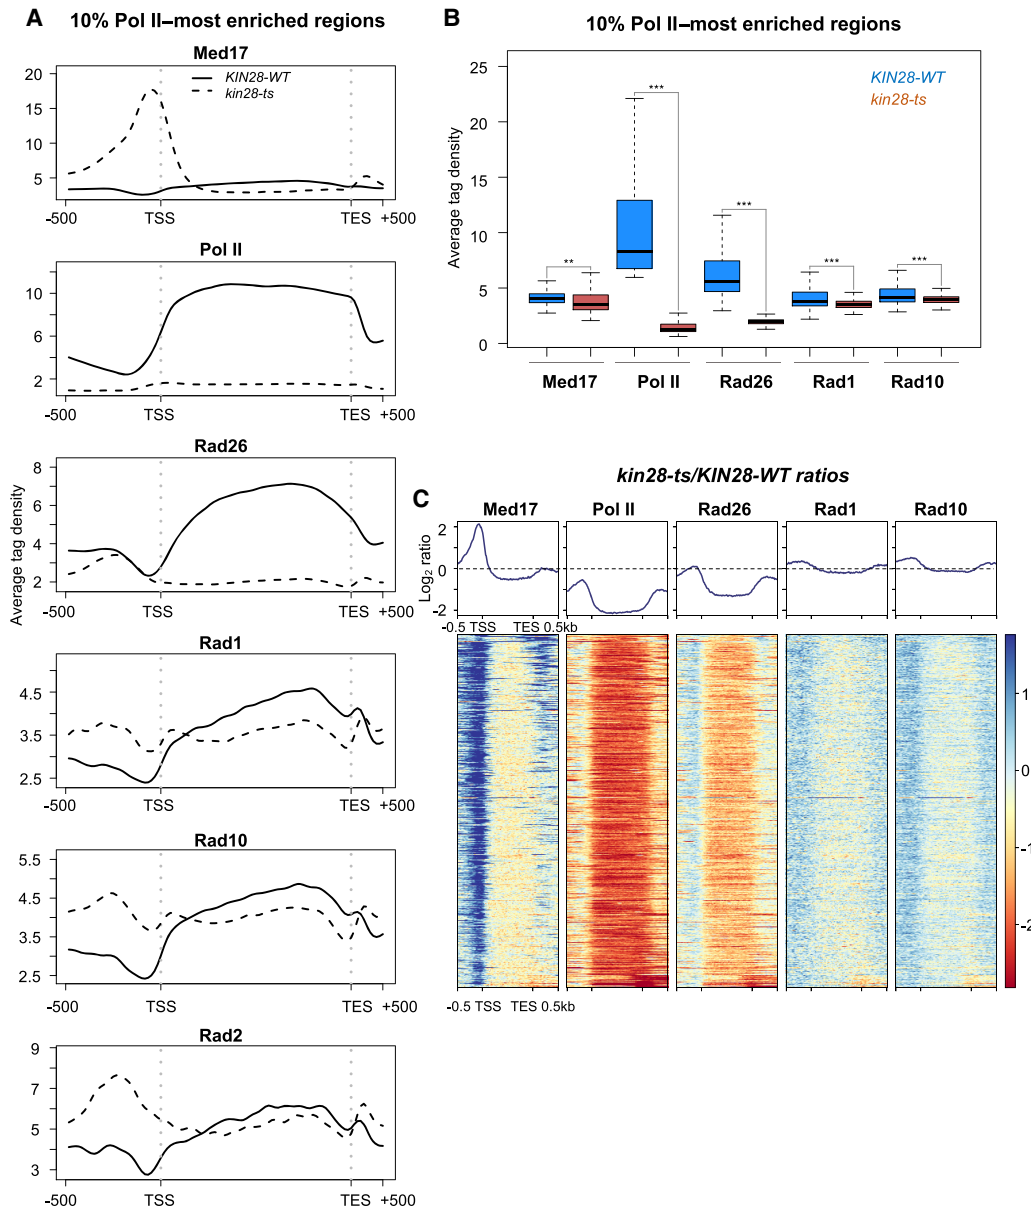 A
10% Pol II–most enriched regions
Med17
KIN28-WT
kin28-ts
20
15
10
5
-500 TSS TES +500
Pol II
10
6
2
-500 TSS TES +500
Rad26
8
6
4
2
-500 TSS TES +500
Average tag density
Rad1
4.5
3.5
2.5
-500 TSS TES +500
Rad10
5.5
4.5
3.5
2.5
-500 TSS TES +500
Rad2
9
7
5
3
-500 TSS TES +500
B
10% Pol II–most enriched regions
KIN28-WT
kin28-ts
Average tag density
25
20
15
10
5
0
** *** *** *** ***
Med17 Pol II Rad26 Rad1 Rad10
C
kin28-ts/KIN28-WT ratios
Med17 Pol II Rad26 Rad1 Rad10
Log2 ratio
2
0
-2
-0.5 TSS TES 0.5kb
1
0
-1
-2
-0.5 TSS TES 0.5kb